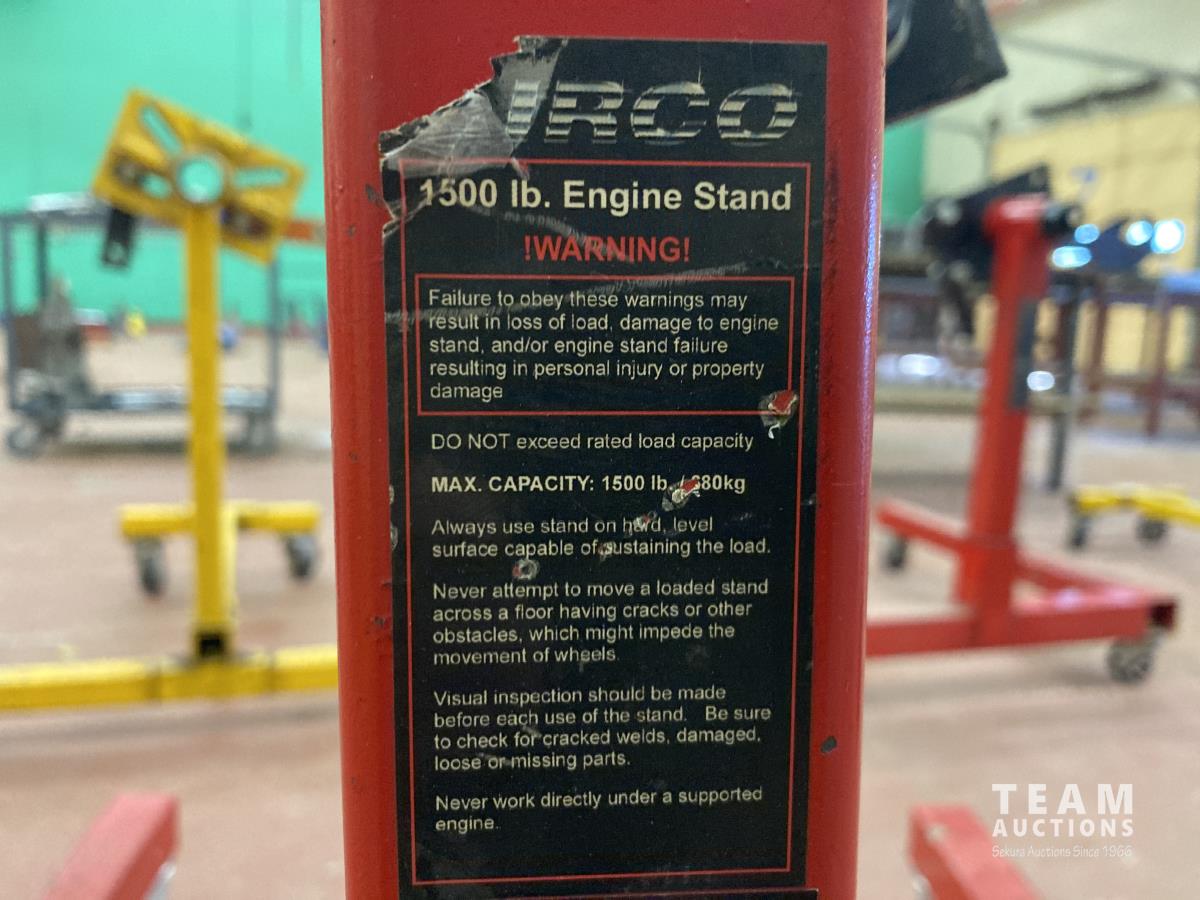 IRCO
1500 lb. Engine Stand
!WARNING!
Failure to obey these warnings may
result in loss of load, damage to engine
stand, and/or engine stand failure
resulting in personal injury or property
damage
DO NOT exceed rated load capacity
MAX. CAPACITY: 1500 lb. / 680kg
Always use stand on hard, level
surface capable of sustaining the load.
Never attempt to move a loaded stand
across a floor having cracks or other
obstacles, which might impede the
movement of wheels.
Visual inspection should be made
before each use of the stand. Be sure
to check for cracked welds, damaged,
loose or missing parts.
Never work directly under a supported
engine.
TEAM
AUCTIONS
Sekura Auctions Since 1966